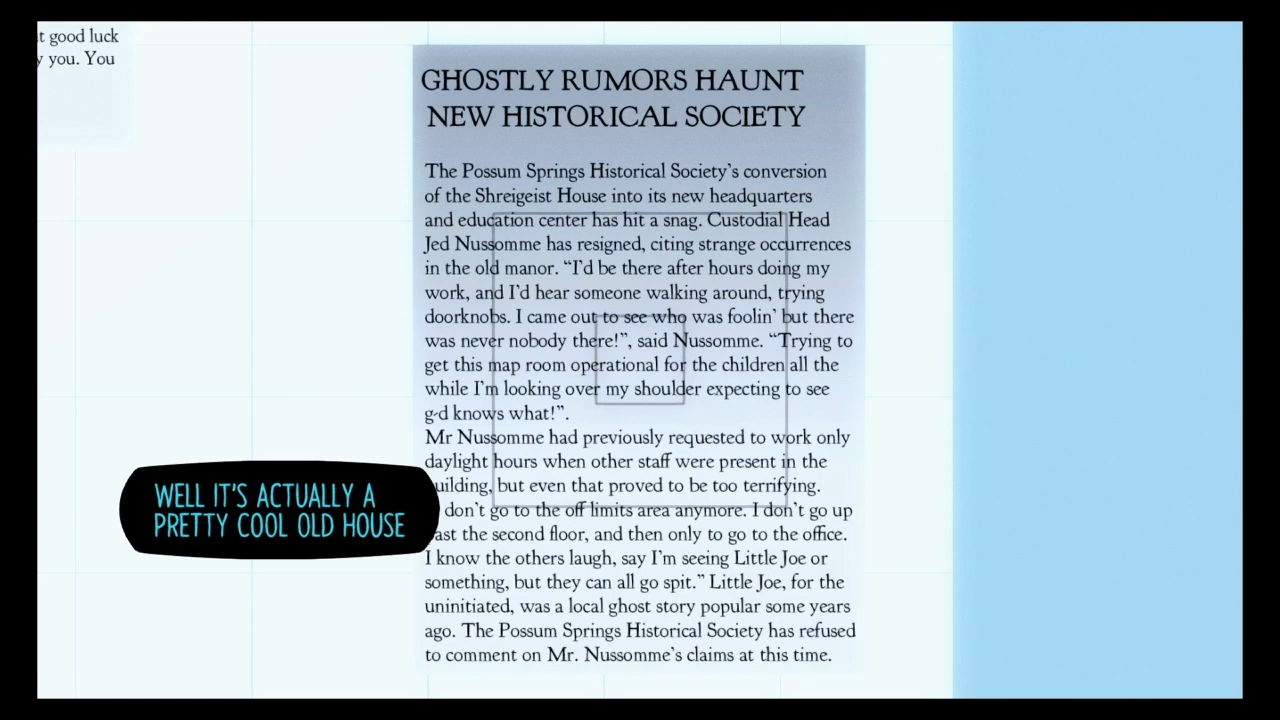 t good luck
y you. You
GHOSTLY RUMORS HAUNT
NEW HISTORICAL SOCIETY
The Possum Springs Historical Society's conversion
of the Shreigeist House into its new headquarters
and education center has hit a snag. Custodial Head
Jed Nussomme has resigned, citing strange occurrences
in the old manor. “I'd be there after hours doing my
work, and I'd hear someone walking around, trying
doorknobs. I came out to see who was foolin' but there
was never nobody there!”, said Nussomme. “Trying to
get this map room operational for the children all the
while I'm looking over my shoulder expecting to see
g-d knows what!”.
Mr Nussomme had previously requested to work only
daylight hours when other staff were present in the
uilding, but even that proved to be too terrifying.
don't go to the off limits area anymore. I don't go up
ast the second floor, and then only to go to the office.
I know the others laugh, say I'm seeing Little Joe or
something, but they can all go spit.” Little Joe, for the
uninitiated, was a local ghost story popular some years
ago. The Possum Springs Historical Society has refused
to comment on Mr. Nussomme's claims at this time.
WELL IT'S ACTUALLY A
PRETTY COOL OLD HOUSE